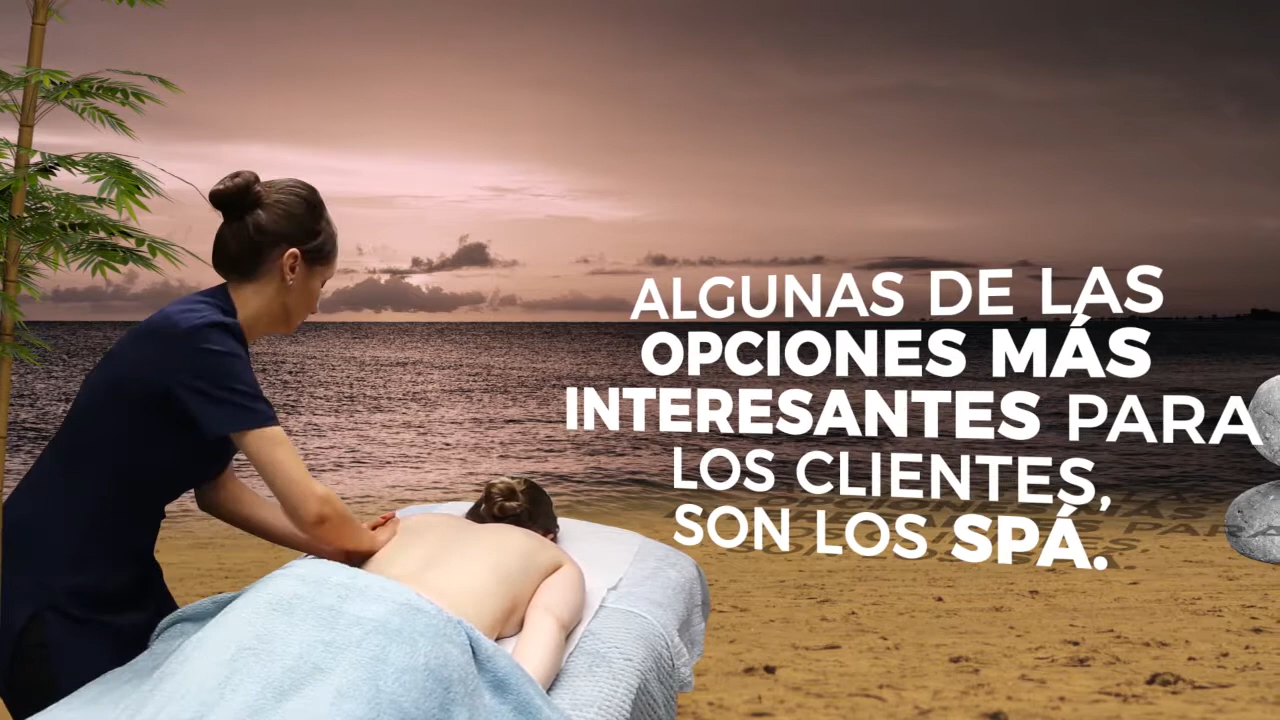 ALGUNAS DE LAS
OPCIONES MÁS
INTERESANTES PARA
LOS CLIENTES,
SON LOS SPÁ.